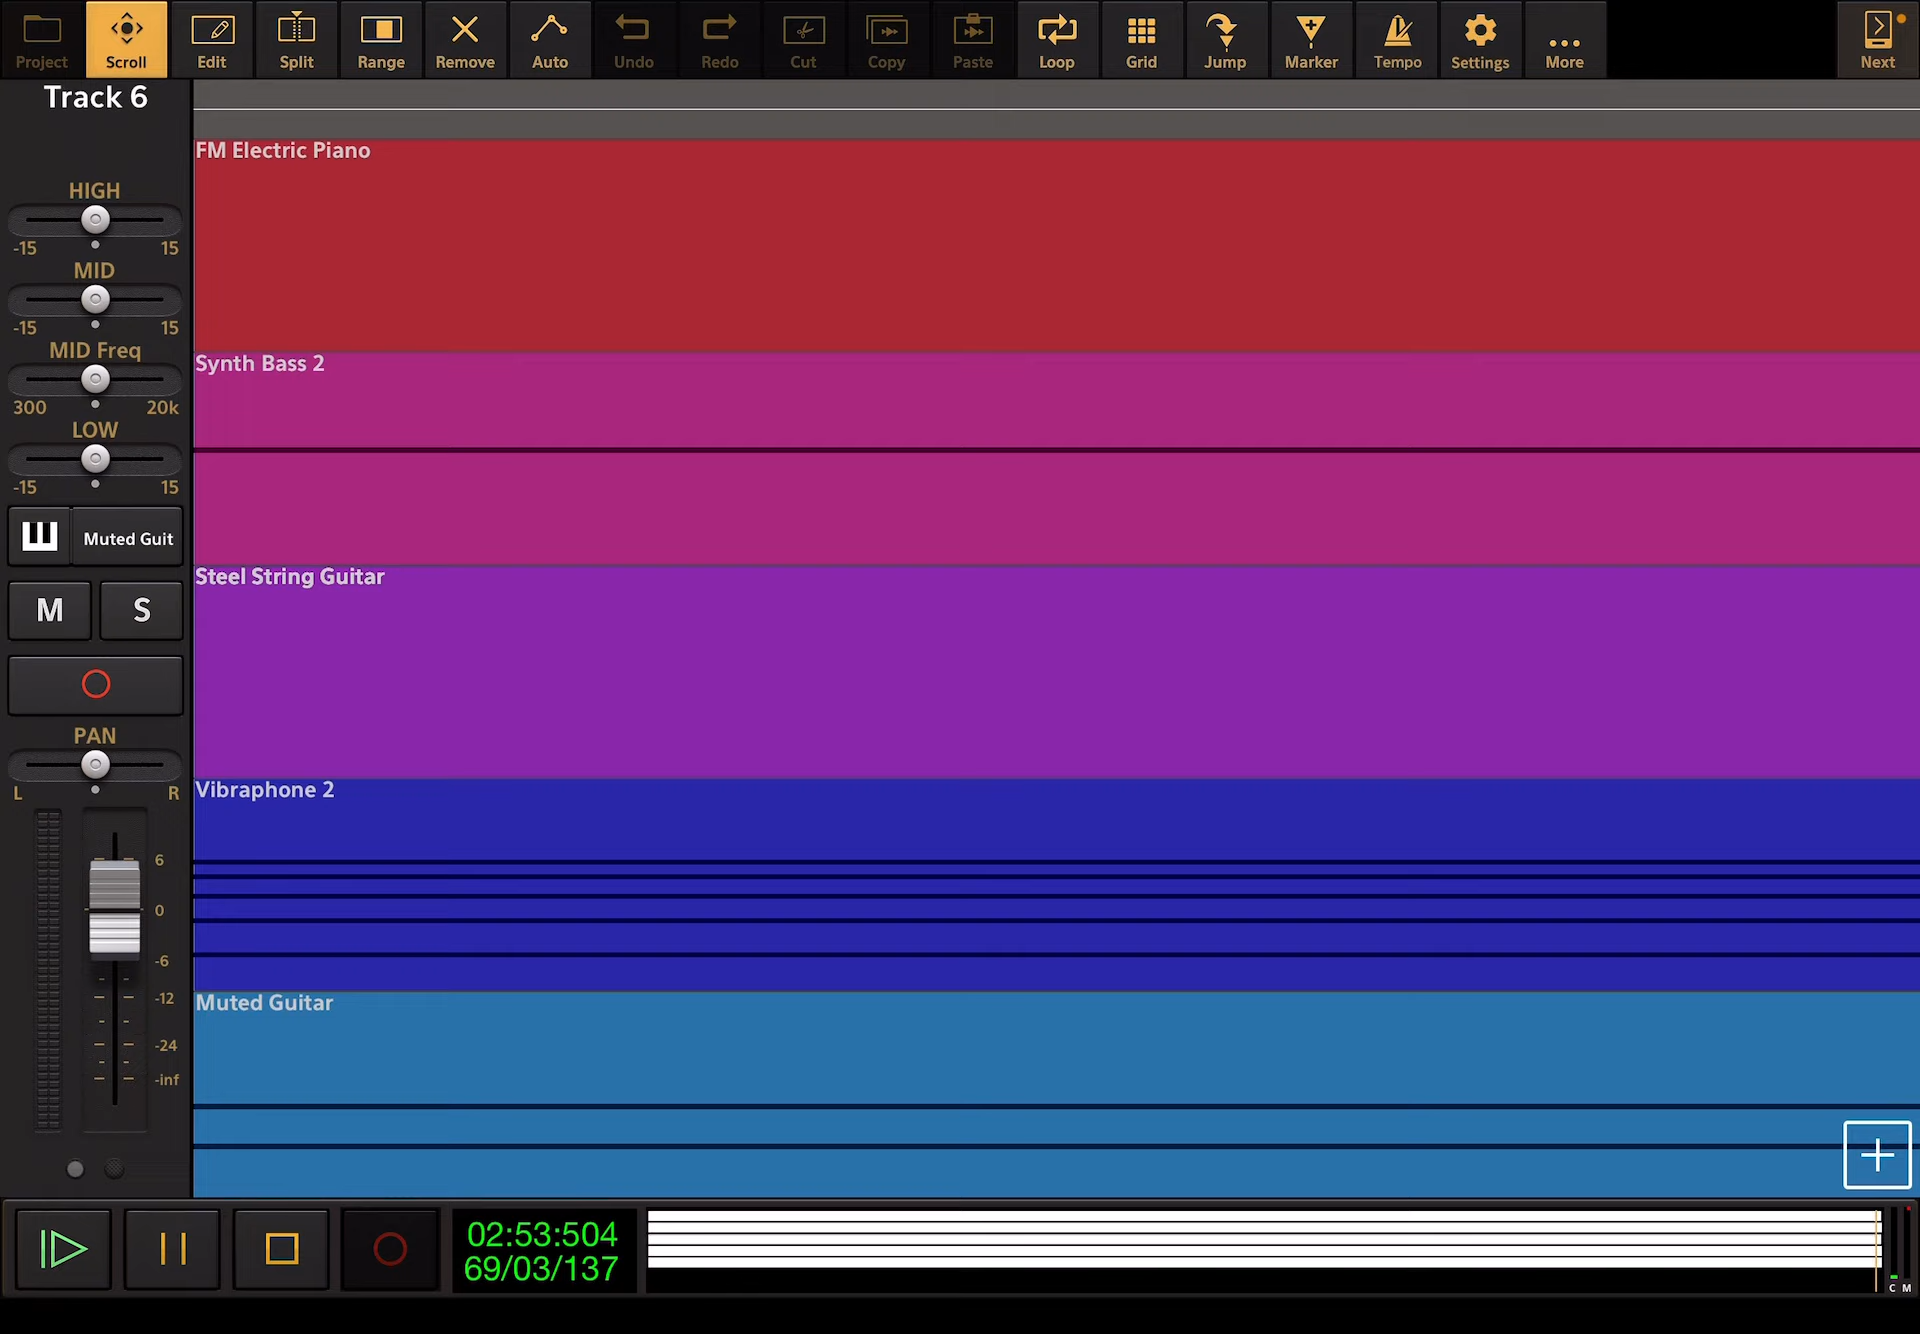 Project
Scroll
Edit
Split
Range
Remove
Auto
Undo
Redo
Cut
Copy
Paste
Loop
Grid
Jump
Marker
Tempo
Settings
More
Next
Track 6
HIGH
-15 15
MID
-15 15
MID Freq
300 20k
LOW
-15 15
Muted Guit
M S
PAN
L R
6
0
-6
-12
-24
-inf
FM Electric Piano
Synth Bass 2
Steel String Guitar
Vibraphone 2
Muted Guitar
02:53:504
69/03/137
C M